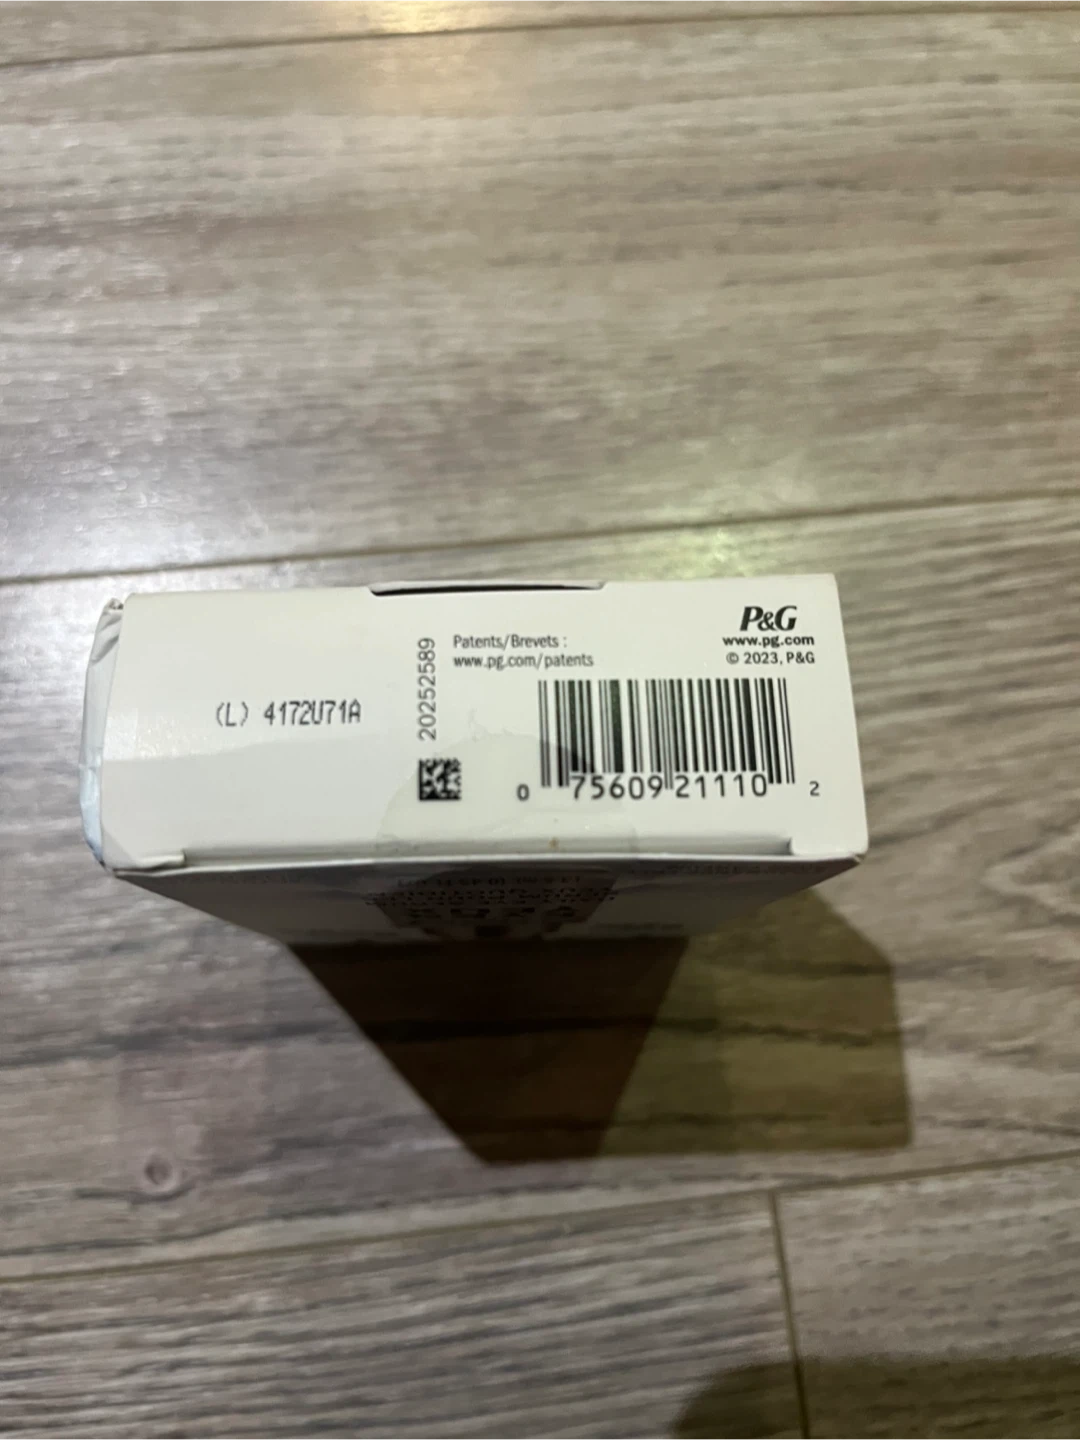 P&G
www.pg.com
© 2023, P&G
Patents/Brevets :
www.pg.com/patents
20252589
(L) 4172U71A
0 75609 21110 2